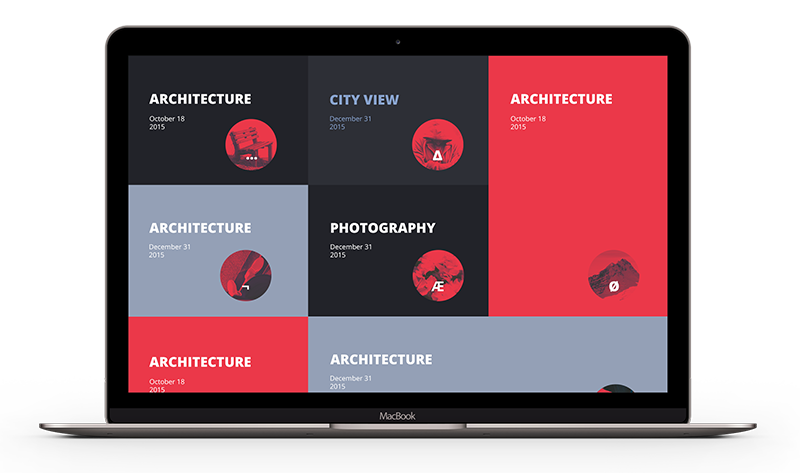 ARCHITECTURE
October 18
2015
...
CITY VIEW
December 31
2015
Δ
ARCHITECTURE
October 18
2015
Ø
ARCHITECTURE
December 31
2015
¬
PHOTOGRAPHY
December 31
2015
Æ
ARCHITECTURE
October 18
2015
ARCHITECTURE
December 31
2015
MacBook